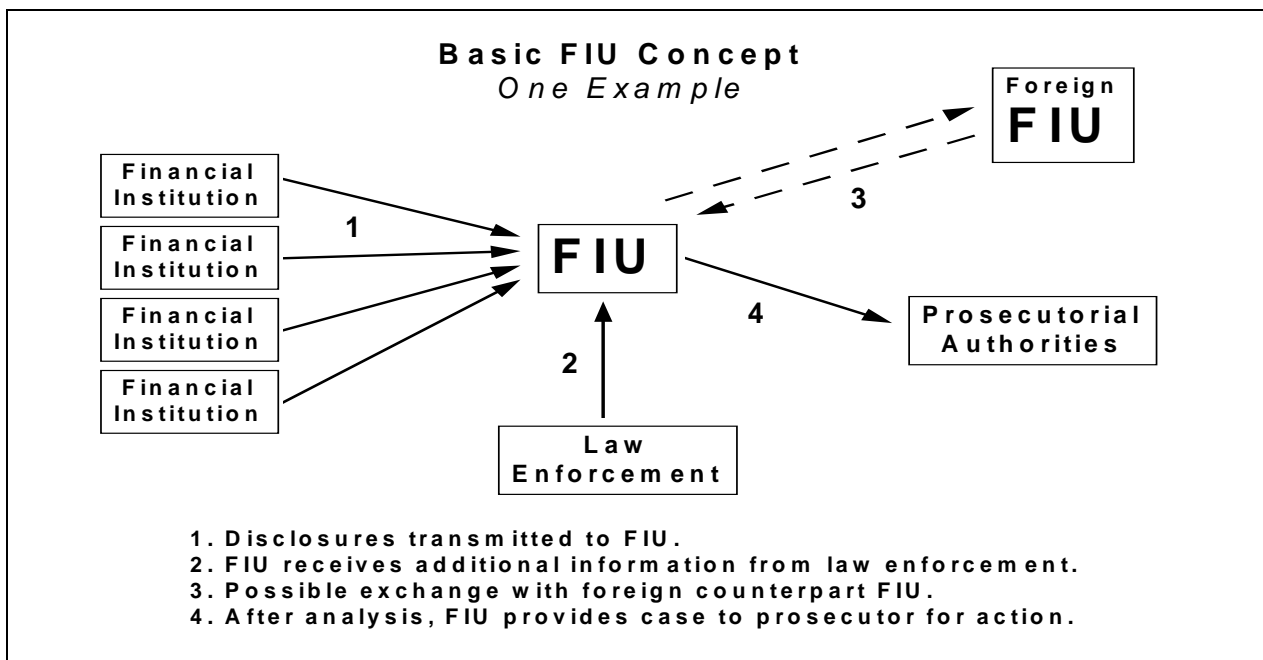 Basic FIU Concept
One Example
Foreign
FIU
Financial
Institution
1
Financial
Institution
Financial
Institution
Financial
Institution
FIU
3
4
Prosecutorial
Authorities
2
Law
Enforcement
1. Disclosures transmitted to FIU.
2. FIU receives additional information from law enforcement.
3. Possible exchange with foreign counterpart FIU.
4. After analysis, FIU provides case to prosecutor for action.